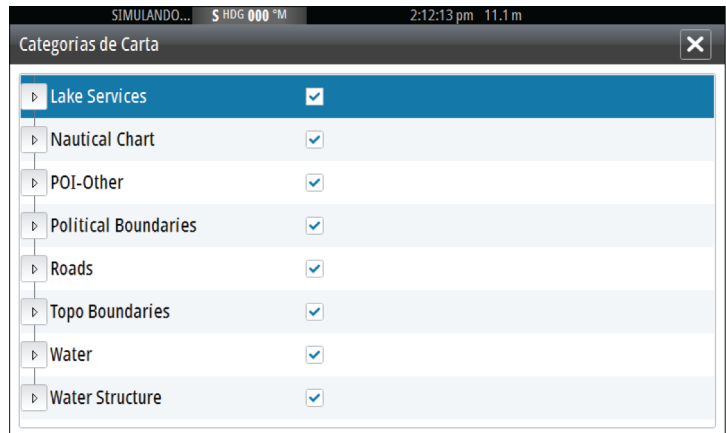 SIMULANDO... S HDG 000 °M 2:12:13 pm 11.1 m
Categorias de Carta
Lake Services
Nautical Chart
POI-Other
Political Boundaries
Roads
Topo Boundaries
Water
Water Structure